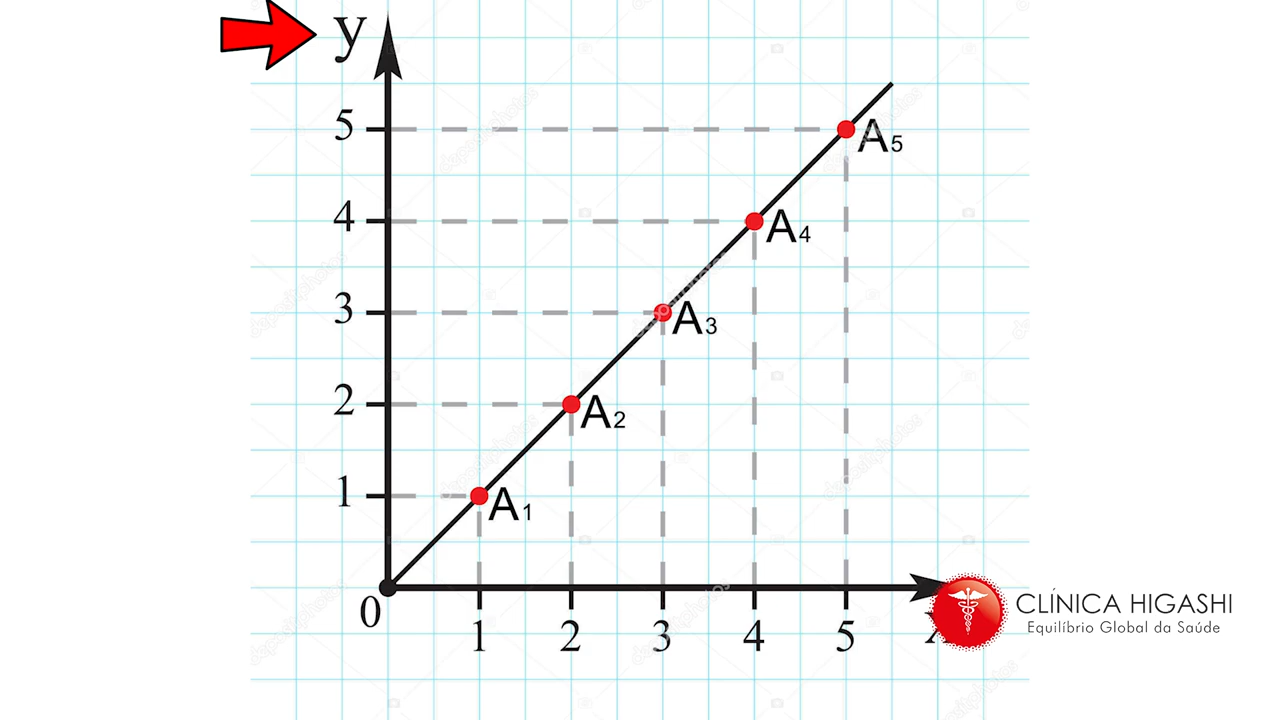 y
5
A5
4
A4
3
A3
2
A2
1
A1
0
1 2 3 4 5
CLÍNICA HIGASHI
Equilíbrio Global da Saúde
depositphotos